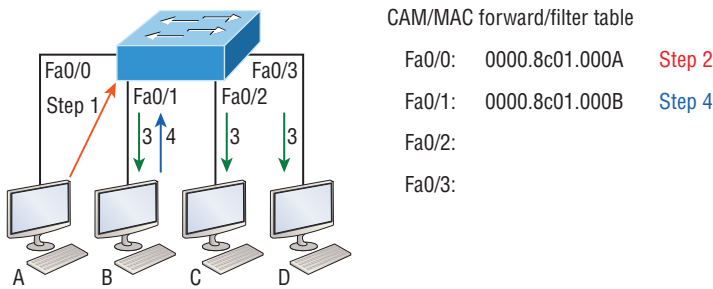 CAM/MAC forward/filter table
Fa0/0: 0000.8c01.000A Step 2
Fa0/1: 0000.8c01.000B Step 4
Fa0/2:
Fa0/3:
Fa0/0
Fa0/3
Step 1
Fa0/1
Fa0/2
3
4
3
3
A
B
C
D